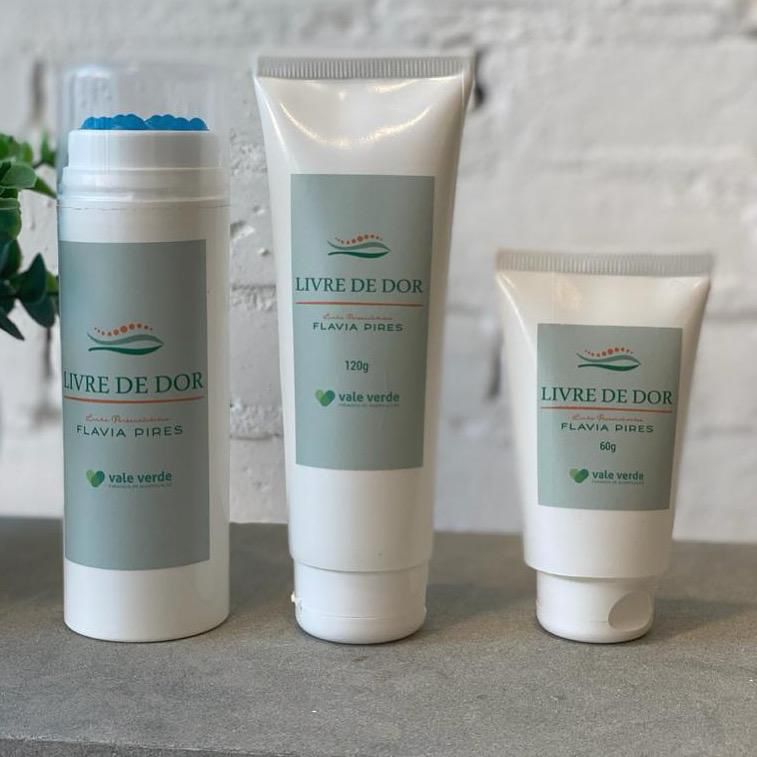 LIVRE DE DOR
FLAVIA PIRES
vale verde
LIVRE DE DOR
FLAVIA PIRES
120g
vale verde
LIVRE DE DOR
FLAVIA PIRES
60g
vale verde